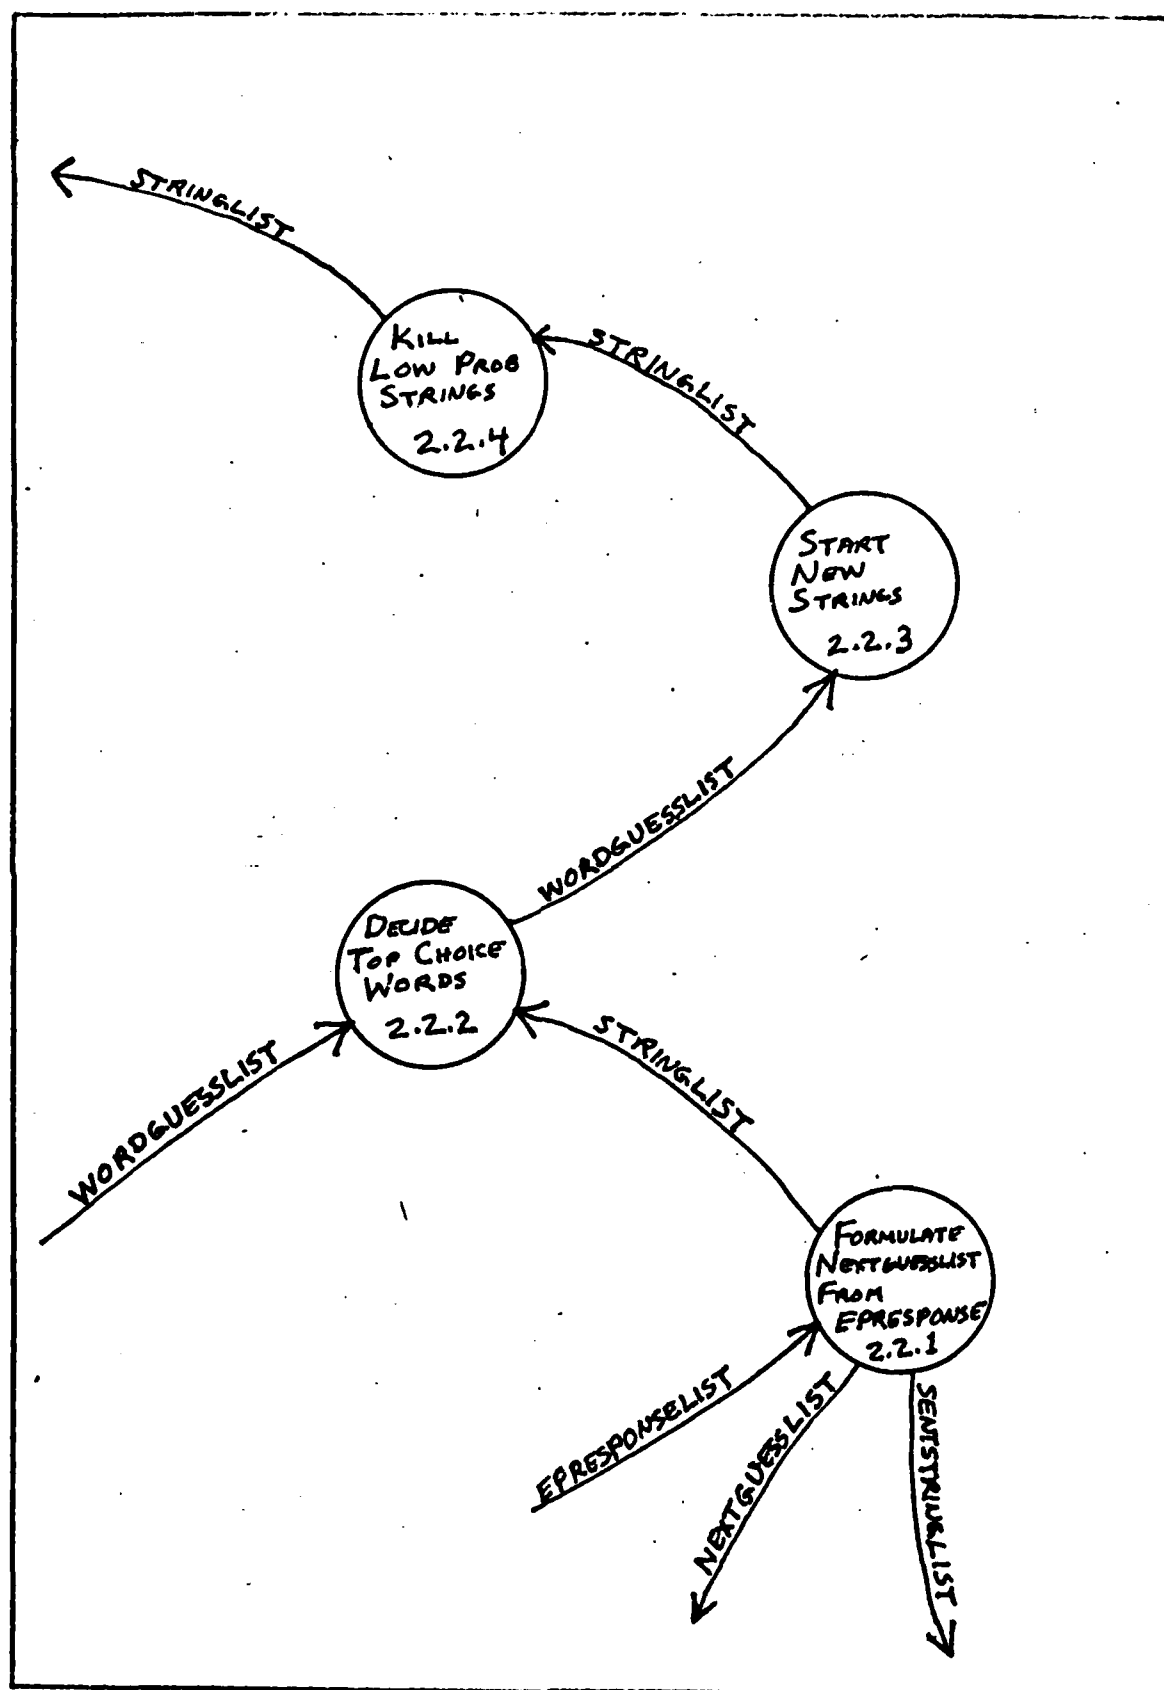 STRINGLIST
KILL
LOW PROB
STRINGS
2.2.4
STRINGLIST
START
NEW
STRINGS
2.2.3
WORDGUESSLIST
DECIDE
TOP CHOICE
WORDS
2.2.2
WORDGUESSLIST
STRINGLIST
FORMULATE
NEXTGUESSLIST
FROM
EPRESPONSE
2.2.1
EPRESPONSELIST
NEXTGUESSLIST
SENTSTRINGLIST